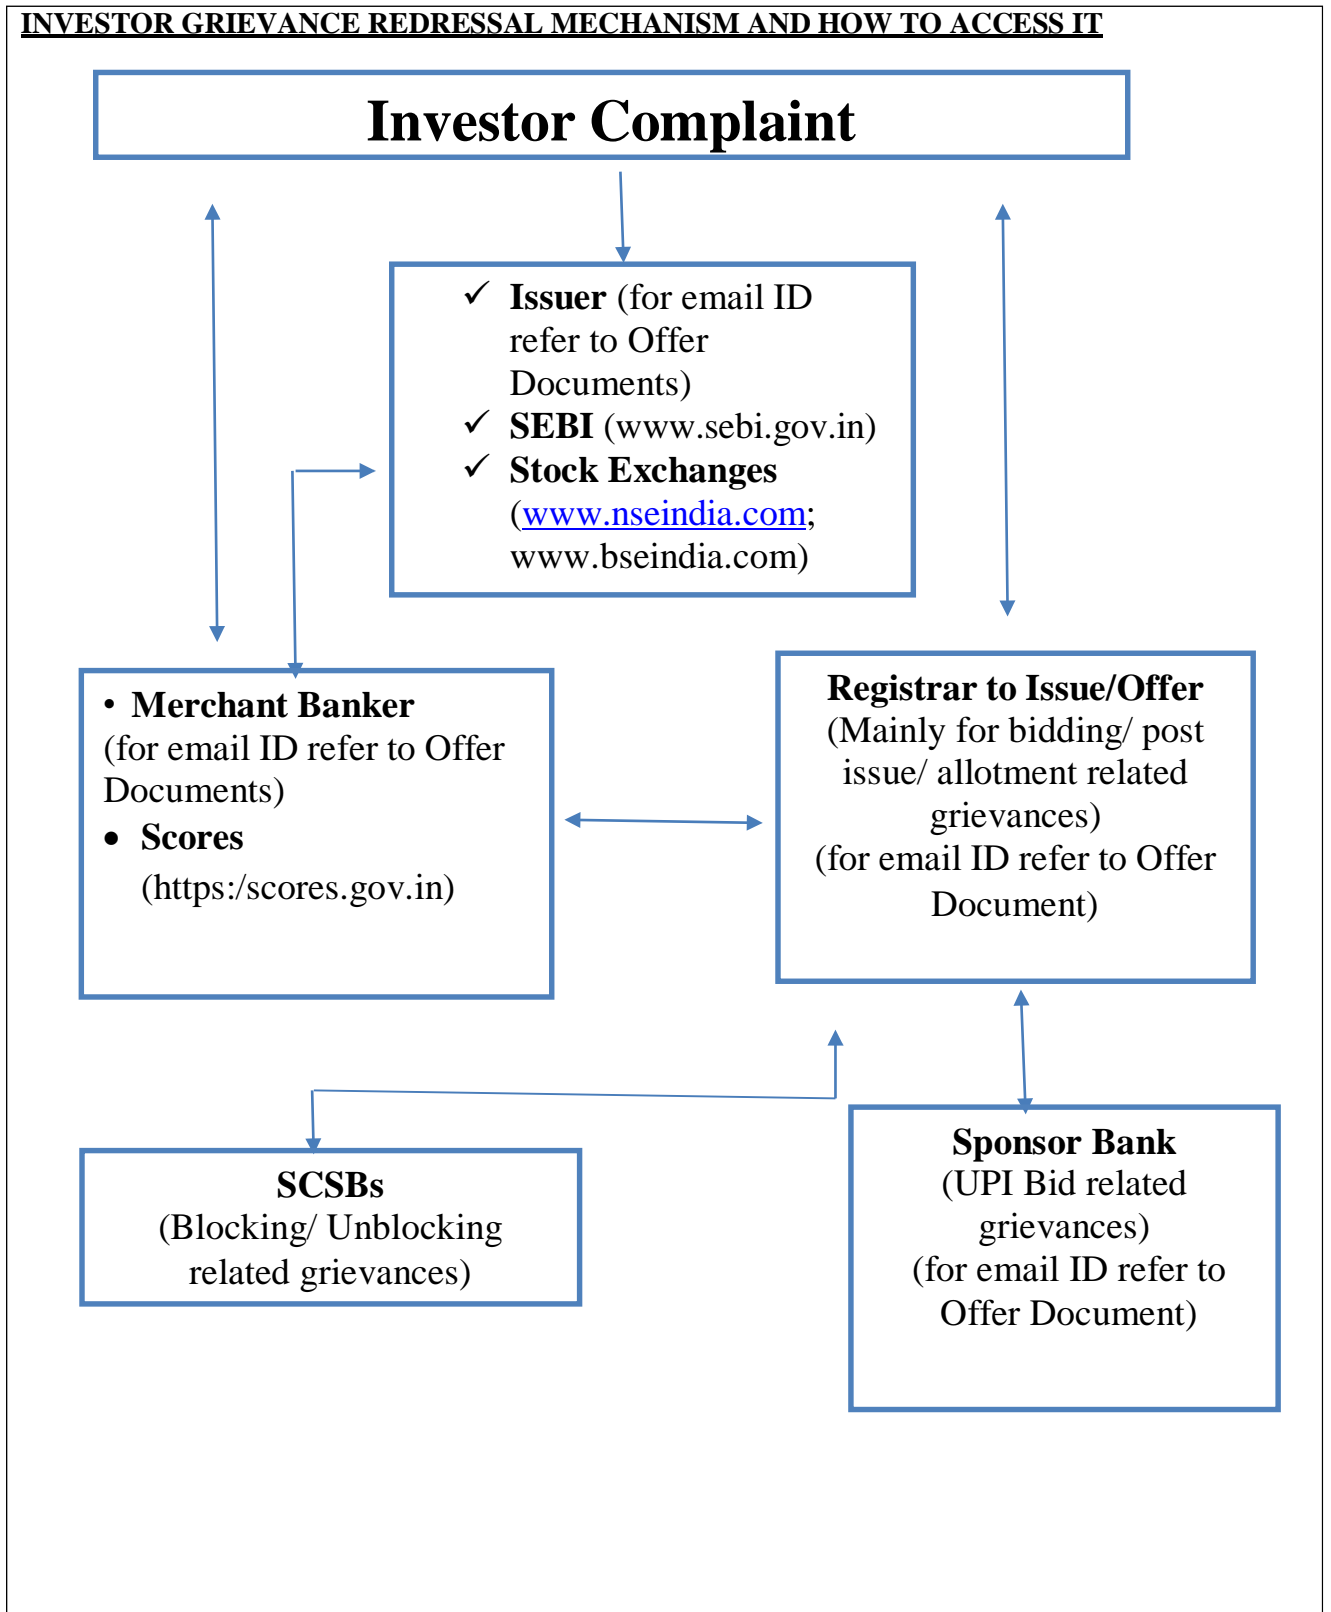 INVESTOR GRIEVANCE REDRESSAL MECHANISM AND HOW TO ACCESS IT
Investor Complaint
✓ Issuer (for email ID
refer to Offer
Documents)
✓ SEBI (www.sebi.gov.in)
✓ Stock Exchanges
(www.nseindia.com;
www.bseindia.com)
• Merchant Banker
(for email ID refer to Offer
Documents)
• Scores
(https:/scores.gov.in)
Registrar to Issue/Offer
(Mainly for bidding/ post
issue/ allotment related
grievances)
(for email ID refer to Offer
Document)
SCSBs
(Blocking/ Unblocking
related grievances)
Sponsor Bank
(UPI Bid related
grievances)
(for email ID refer to
Offer Document)